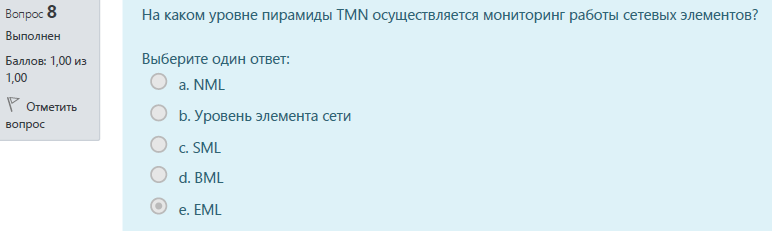 Вопрос 8
Выполнен
Баллов: 1,00 из
1,00
Отметить
вопрос
На каком уровне пирамиды TMN осуществляется мониторинг работы сетевых элементов?
Выберите один ответ:
a. NML
b. Уровень элемента сети
c. SML
d. BML
e. EML